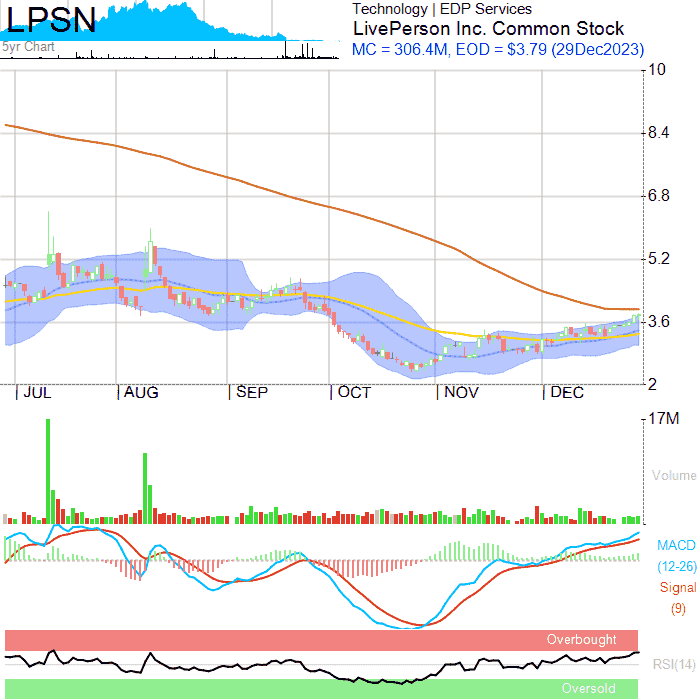 LPSN
Technology | EDP Services
LivePerson Inc. Common Stock
5yr Chart
MC = 306.4M, EOD = $3.79 (29Dec2023)
10
8.4
6.8
5.2
3.6
2
JUL AUG SEP OCT NOV DEC
17M
Volume
MACD
(12-26)
Signal
(9)
Overbought
RSI(14)
Oversold